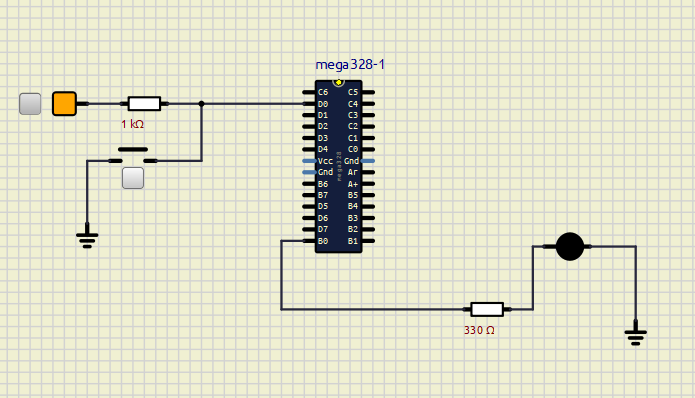 mega328-1
C6 C5
D0 C4
D1 C3
D2 C2
D3 C1
D4 C0
Vcc Gnd
Gnd Ar
B6 A+
B7 B5
D5 B4
D6 B3
D7 B2
B0 B1
mega328
1 kΩ
330 Ω